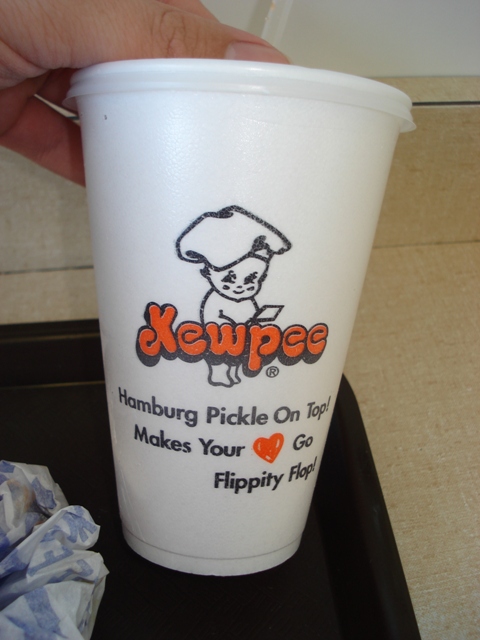 Kewpee®
Hamburg Pickle On Top!
Makes Your ❤ Go
Flippity Flop!